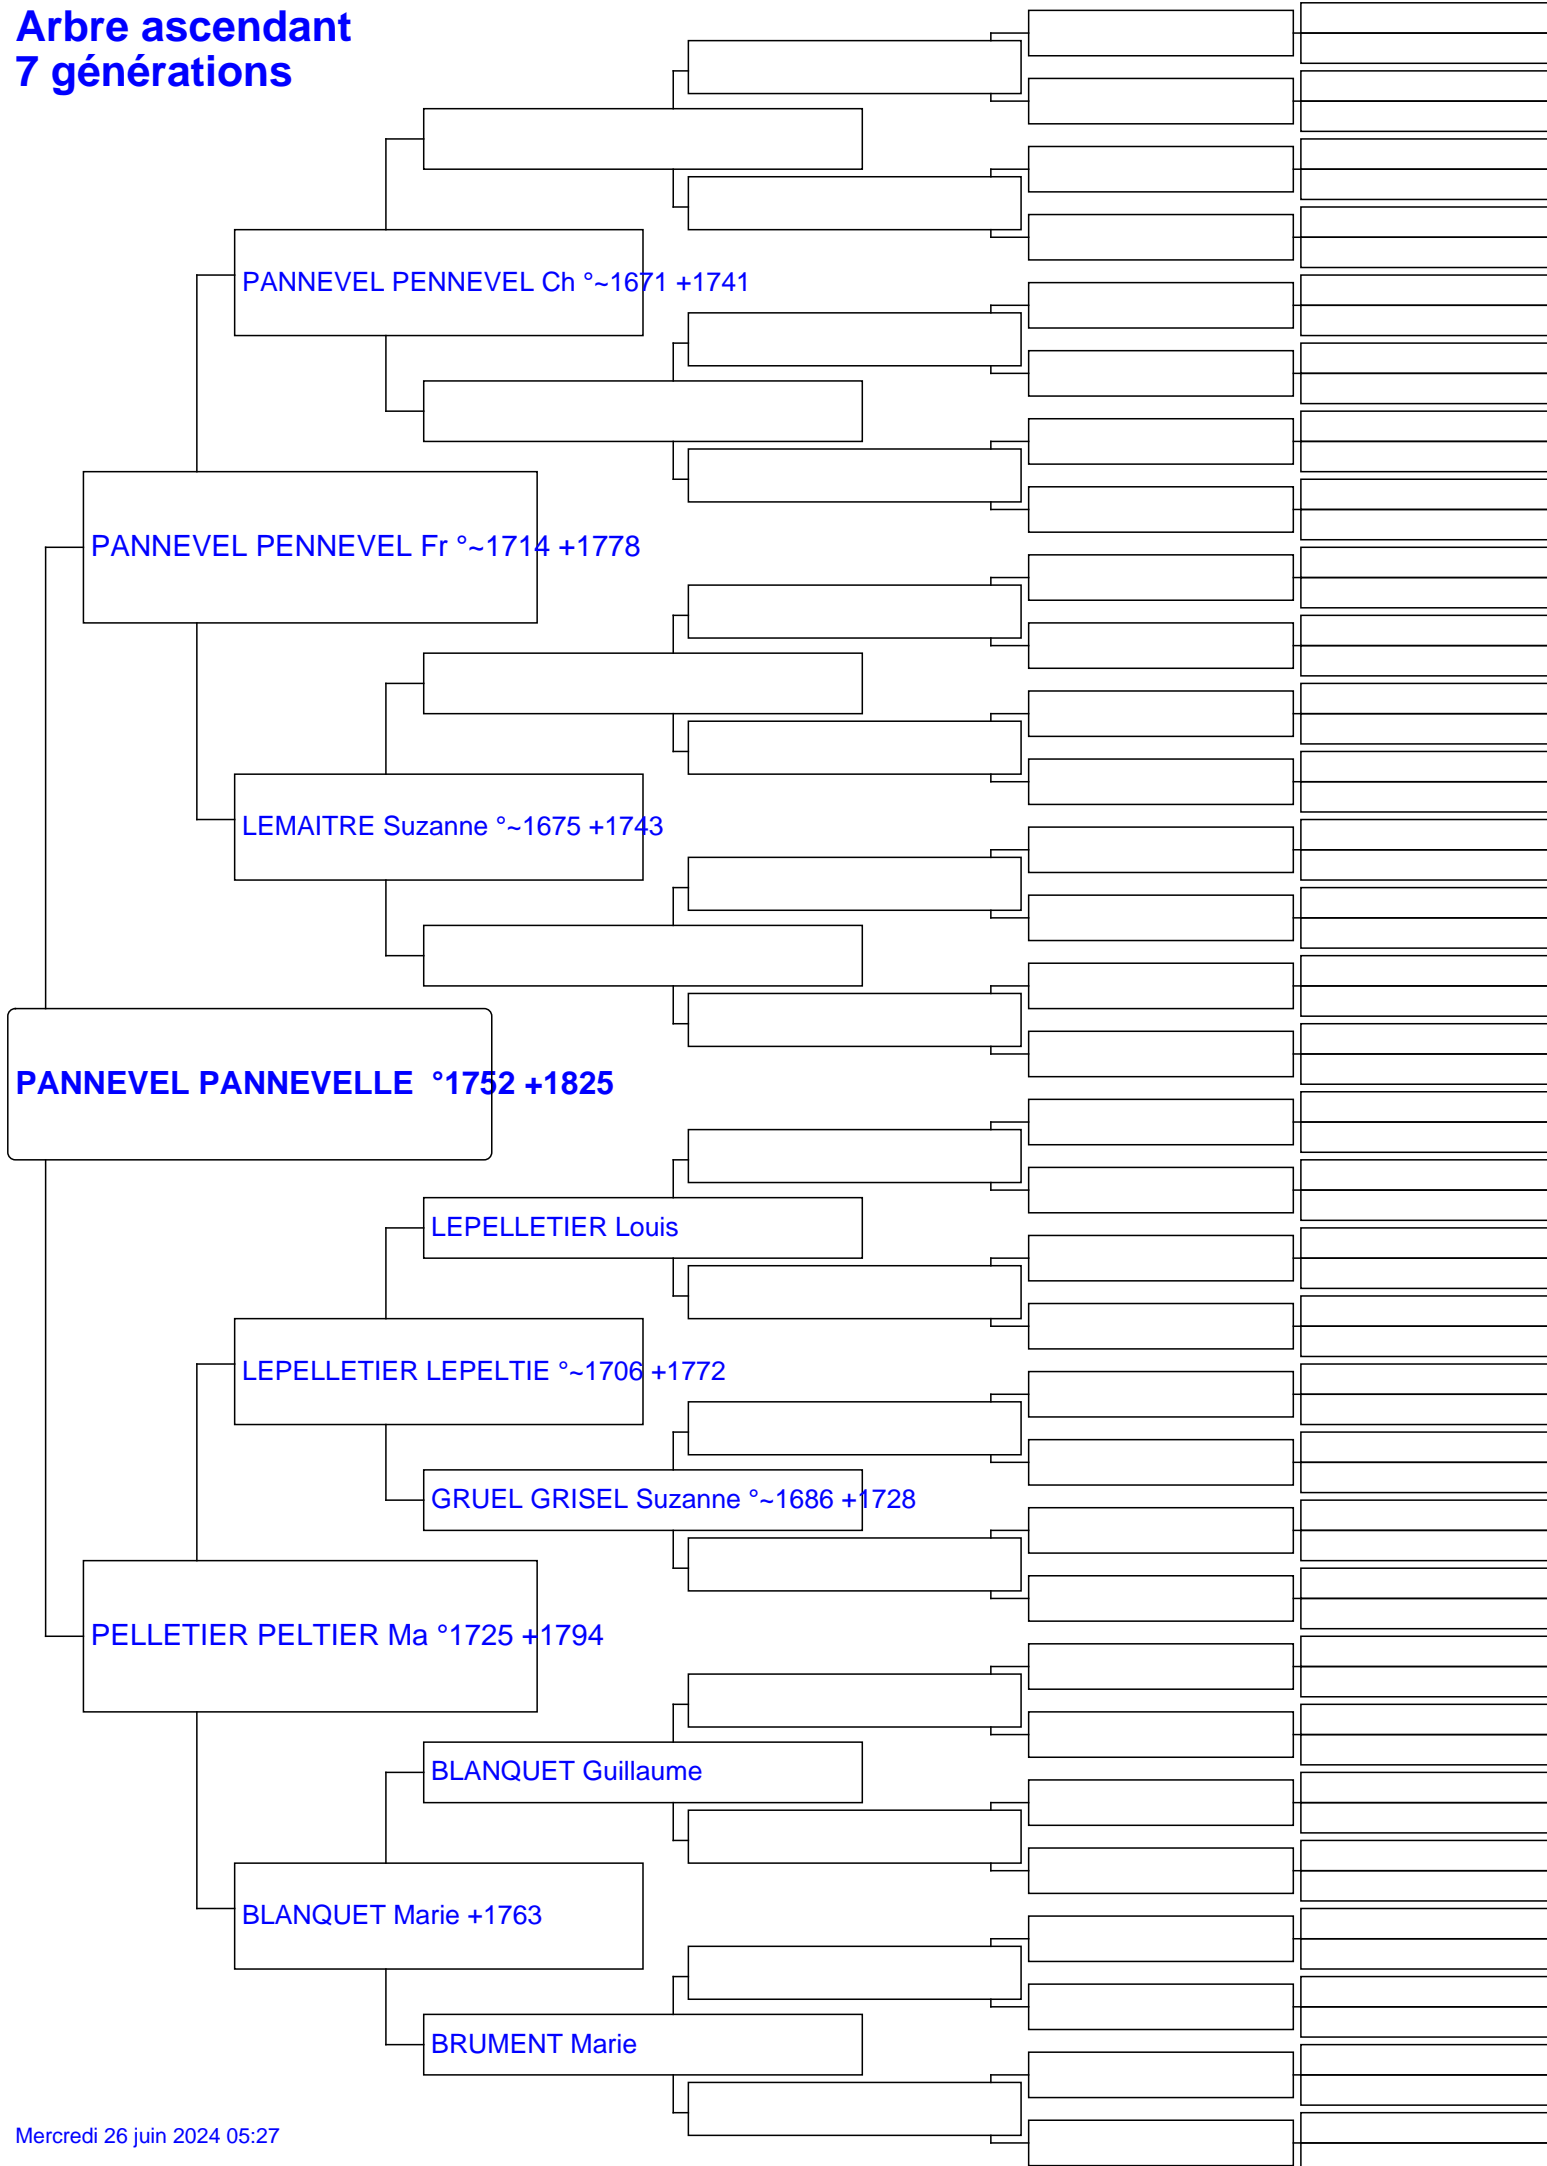 Arbre ascendant
7 générations
PANNEVEL PENNEVEL Ch °~1671 +1741
PANNEVEL PENNEVEL Fr °~1714 +1778
LEMAITRE Suzanne °~1675 +1743
PANNEVEL PANNEVELLE  °1752 +1825
LEPELLETIER Louis
LEPELLETIER LEPELTIE °~1706 +1772
GRUEL GRISEL Suzanne °~1686 +1728
PELLETIER PELTIER Ma °1725 +1794
BLANQUET Guillaume
BLANQUET Marie +1763
BRUMENT Marie
Mercredi 26 juin 2024 05:27